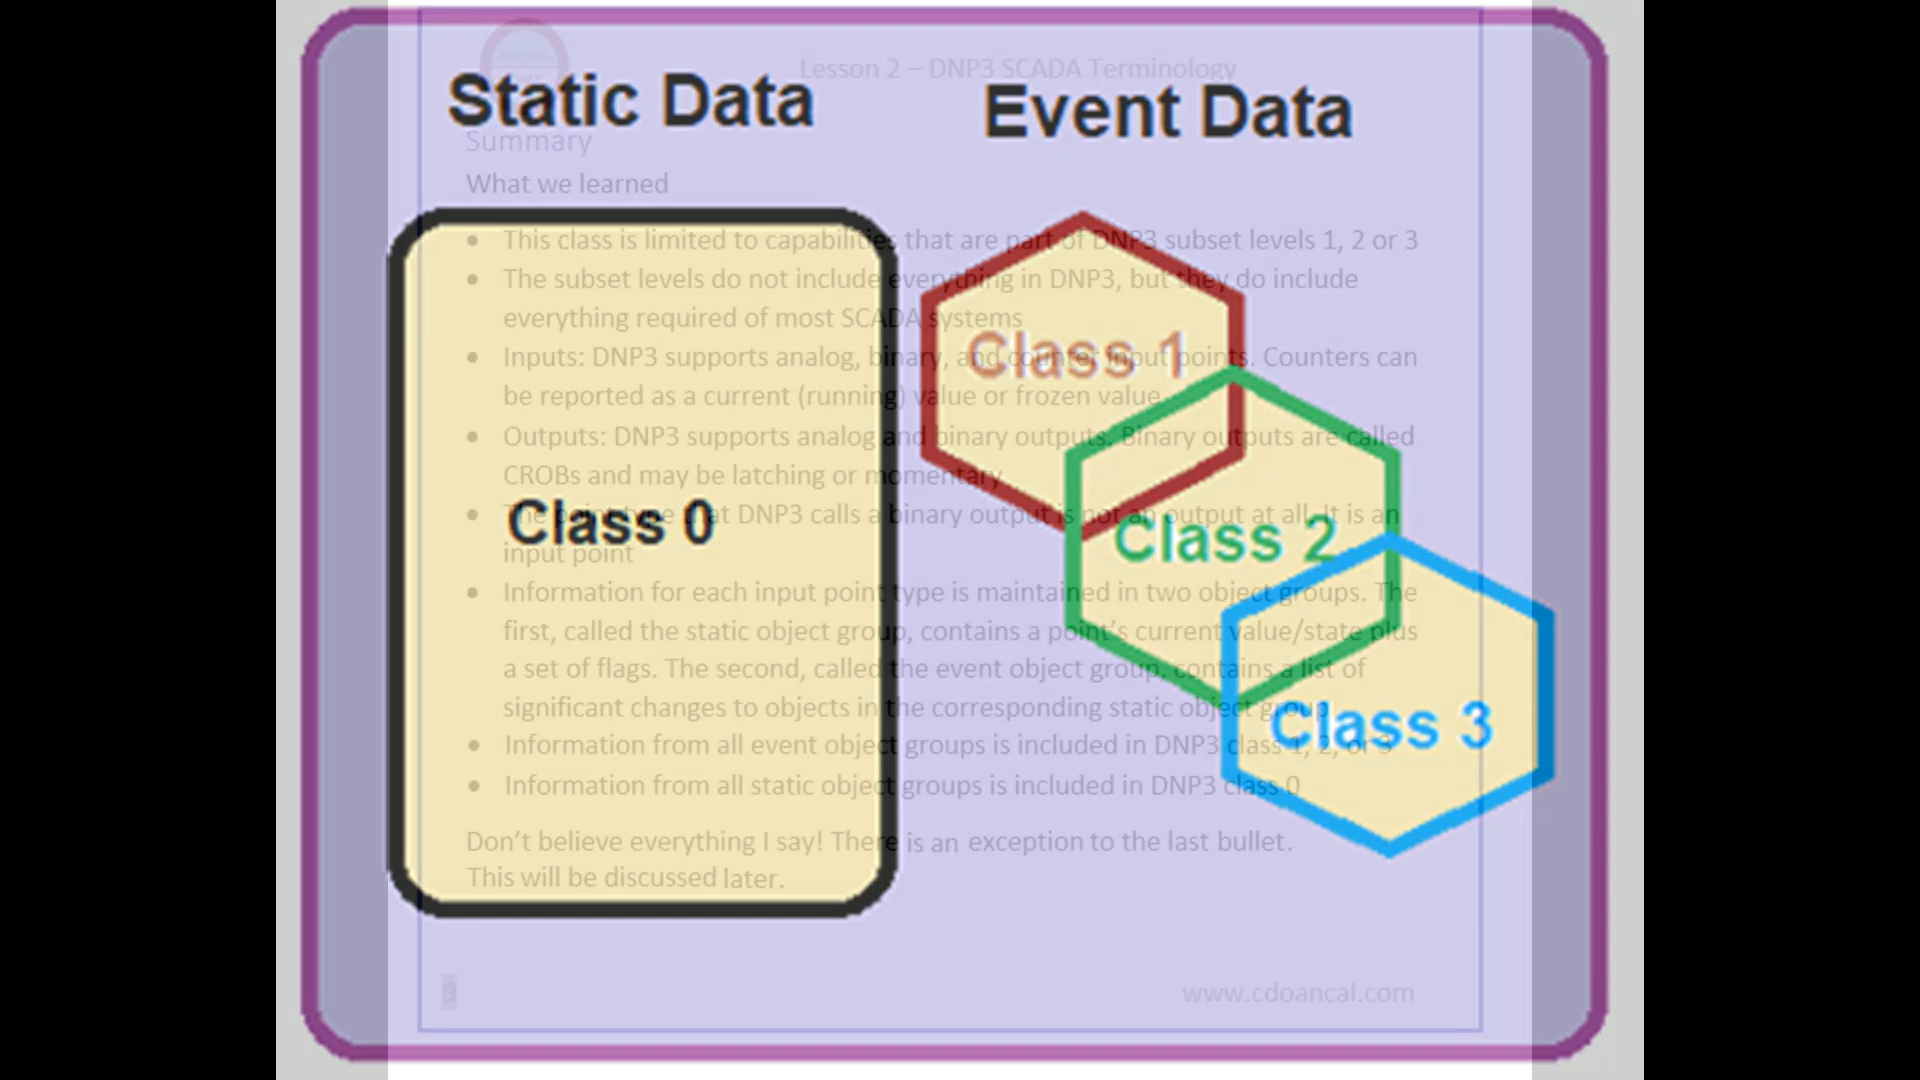 Lesson 2 – DNP3 SCADA Terminology
Static Data
Event Data
Summary
What we learned
• This class is limited to capabilities that are part of DNP3 subset levels 1, 2 or 3
• The subset levels do not include everything in DNP3, but they do include
everything required of most SCADA systems
• Inputs: DNP3 supports analog, binary, and counter input points. Counters can
be reported as a current (running) value or frozen value
• Outputs: DNP3 supports analog and binary outputs. Binary outputs are called
CROBs and may be latching or momentary
• The point type that DNP3 calls a binary output is not an output at all. It is an
input point
• Information for each input point type is maintained in two object groups. The
first, called the static object group, contains a point's current value/state plus
a set of flags. The second, called the event object group, contains a list of
significant changes to objects in the corresponding static object group
• Information from all event object groups is included in DNP3 class 1, 2, or 3
• Information from all static object groups is included in DNP3 class 0
Don't believe everything I say! There is an exception to the last bullet.
This will be discussed later.
Class 0
Class 1
Class 2
Class 3
www.cdoancal.com